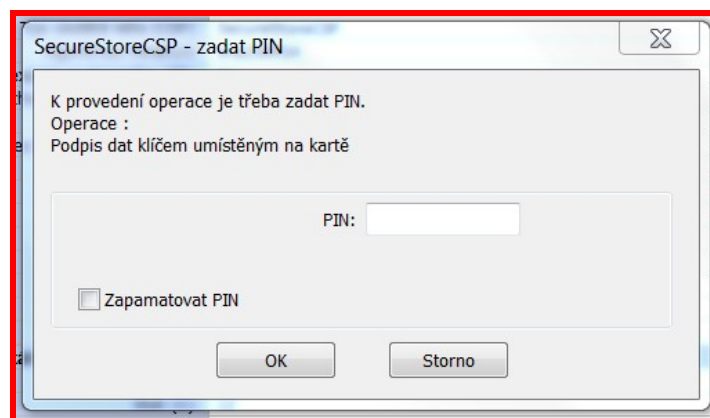 SecureStoreCSP - zadat PIN
K provedení operace je třeba zadat PIN.
Operace :
Podpis dat klíčem umístěným na kartě
PIN:
Zapamatovat PIN
OK
Storno